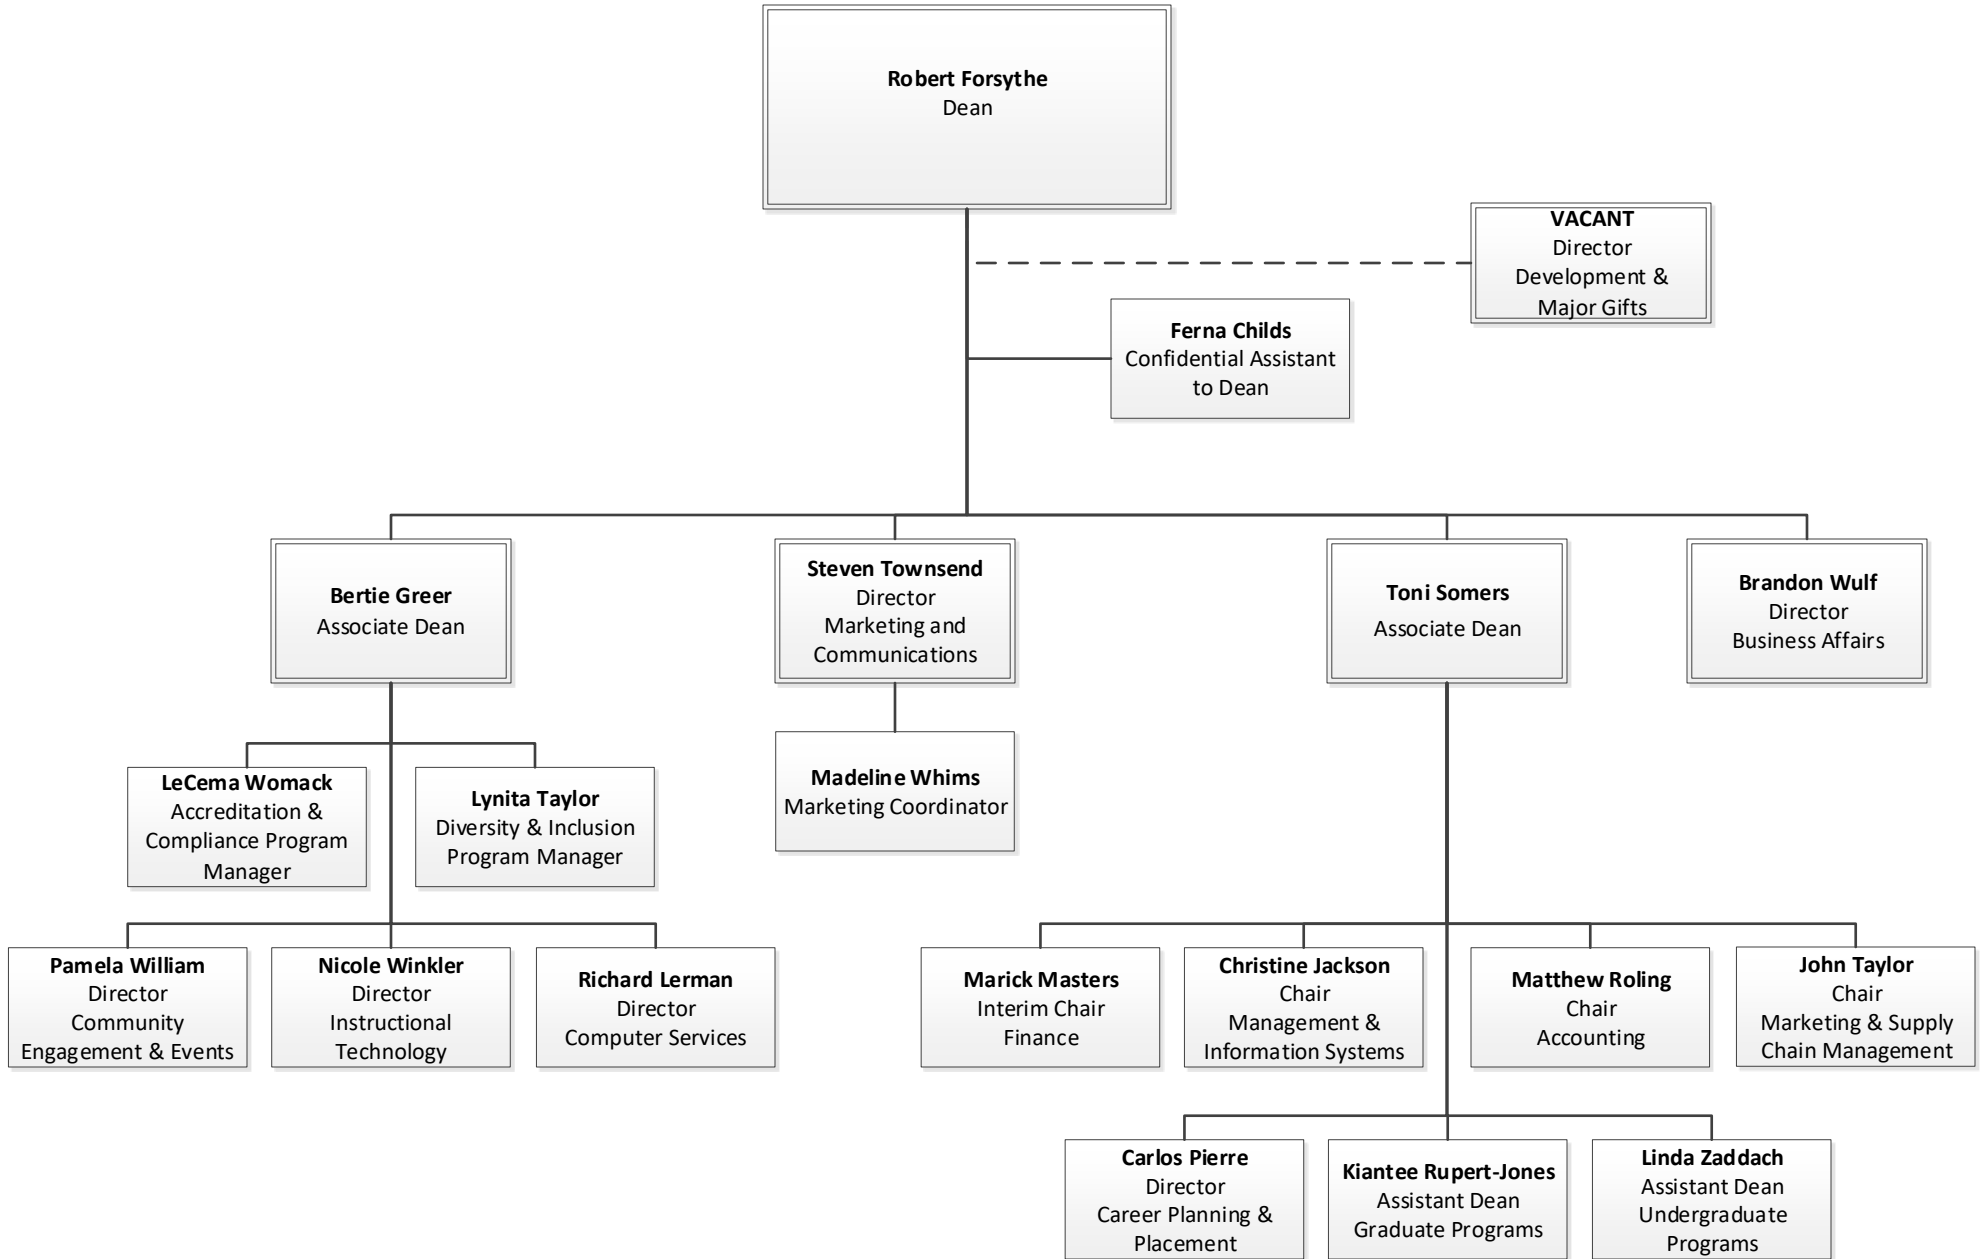 Robert Forsythe
Dean
VACANT
Director
Development &
Major Gifts
Ferna Childs
Confidential Assistant
to Dean
Bertie Greer
Associate Dean
Steven Townsend
Director
Marketing and
Communications
Toni Somers
Associate Dean
Brandon Wulf
Director
Business Affairs
LeCema Womack
Accreditation &
Compliance Program
Manager
Lynita Taylor
Diversity & Inclusion
Program Manager
Madeline Whims
Marketing Coordinator
Pamela William
Director
Community
Engagement & Events
Nicole Winkler
Director
Instructional
Technology
Richard Lerman
Director
Computer Services
Marick Masters
Interim Chair
Finance
Christine Jackson
Chair
Management &
Information Systems
Matthew Roling
Chair
Accounting
John Taylor
Chair
Marketing & Supply
Chain Management
Carlos Pierre
Director
Career Planning &
Placement
Kiantee Rupert-Jones
Assistant Dean
Graduate Programs
Linda Zaddach
Assistant Dean
Undergraduate
Programs